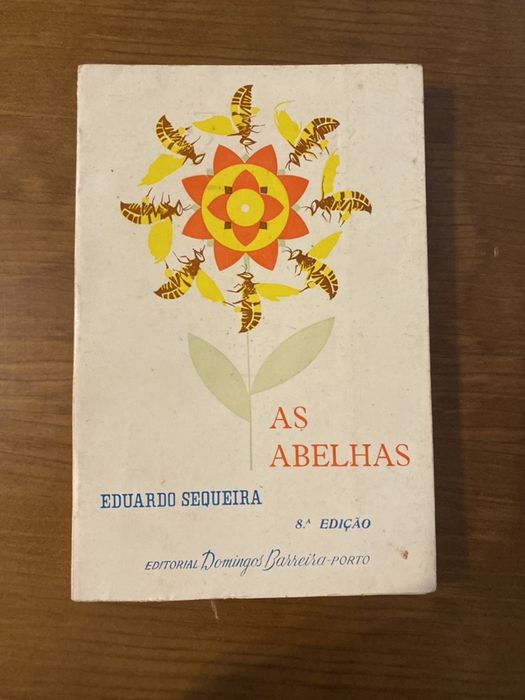 AS
ABELHAS
EDUARDO SEQUEIRA
8.ª EDIÇÃO
EDITORIAL Domingos Barreira-PORTO